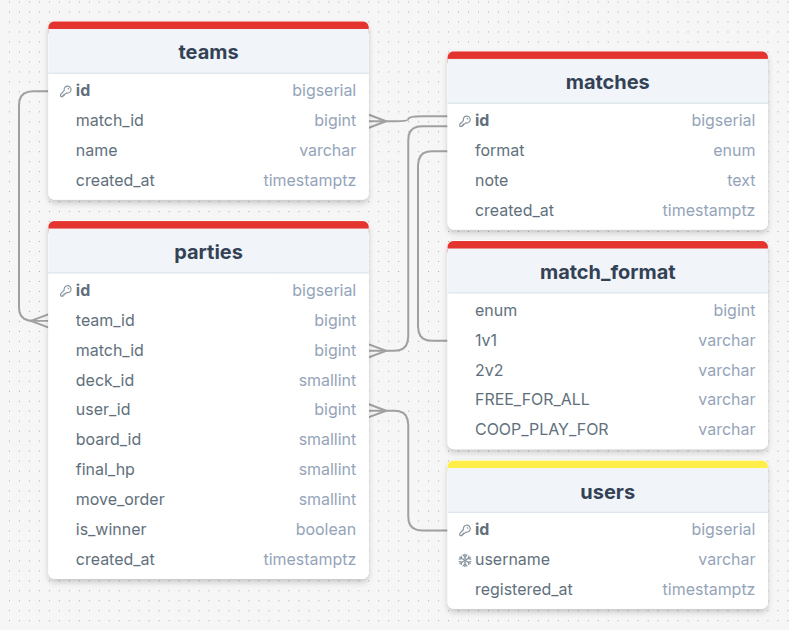 teams
id bigserial
match_id bigint
name varchar
created_at timestamptz
parties
id bigserial
team_id bigint
match_id bigint
deck_id smallint
user_id bigint
board_id smallint
final_hp smallint
move_order smallint
is_winner boolean
created_at timestamptz
matches
id bigserial
format enum
note text
created_at timestamptz
match_format
enum bigint
1v1 varchar
2v2 varchar
FREE_FOR_ALL varchar
COOP_PLAY_FOR varchar
users
id bigserial
username varchar
registered_at timestamptz